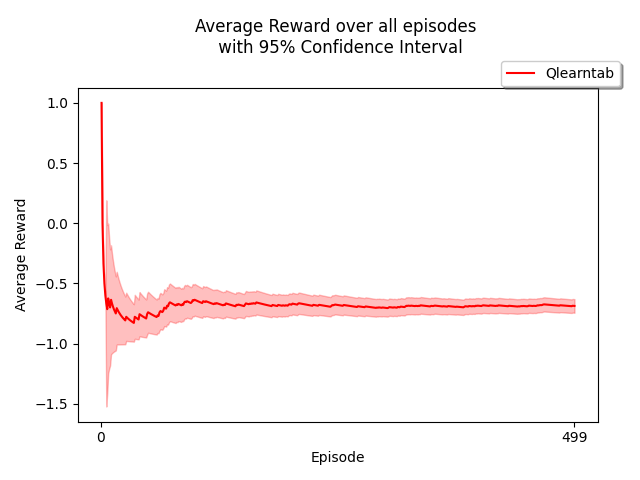 Average Reward over all episodes
with 95% Confidence Interval
Qlearntab
1.0
0.5
0.0
−0.5
−1.0
−1.5
Average Reward
0
499
Episode